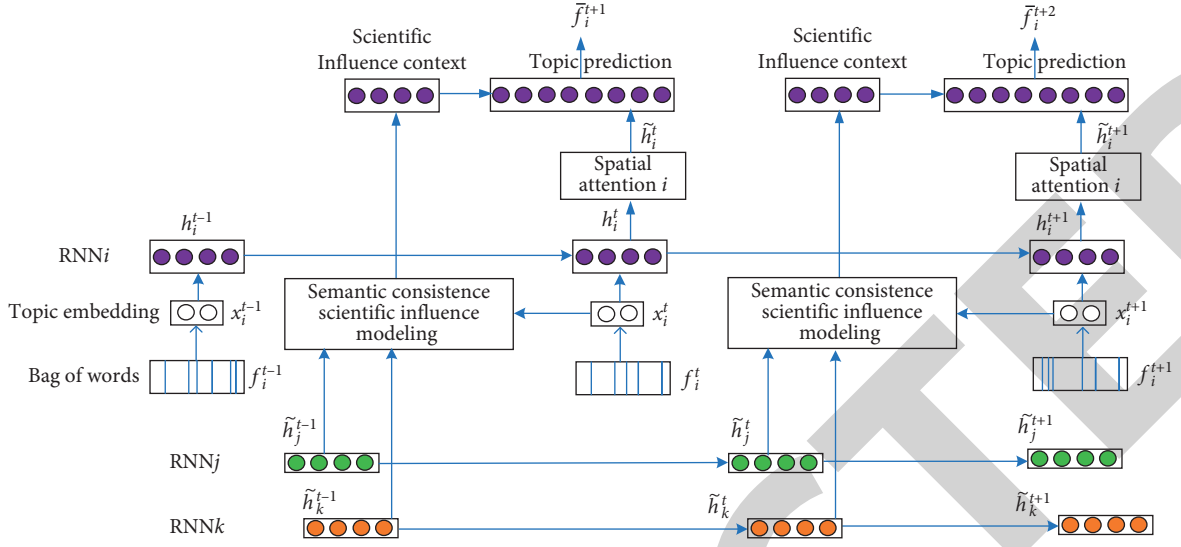 f̄_i^{t+1}
f̄_i^{t+2}
Scientific
Influence context
Topic prediction
Scientific
Influence context
Topic prediction
h̃_i^t
h̃_i^{t+1}
Spatial
attention i
Spatial
attention i
h_i^{t-1}
h_i^t
h_i^{t+1}
RNNi
Semantic consistence
scientific influence
modeling
Semantic consistence
scientific influence
modeling
Topic embedding
x_i^{t-1}
x_i^t
x_i^{t+1}
Bag of words
f_i^{t-1}
f_i^t
f_i^{t+1}
h̃_j^{t-1}
h̃_j^t
h̃_j^{t+1}
RNNj
h̃_k^{t-1}
h̃_k^t
h̃_k^{t+1}
RNNk